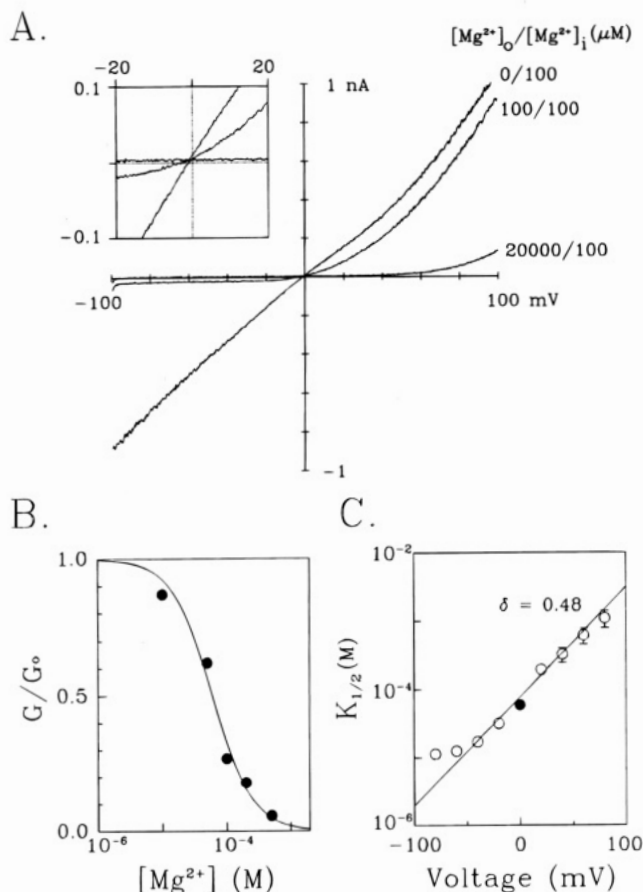 A.
[Mg²⁺]ₒ/[Mg²⁺]ᵢ(μM)
-20 20
0.1
-0.1
1 nA
0/100
100/100
20000/100
-100
100 mV
-1
B.
1.0
0.5
0.0
G/G₀
10⁻⁶ 10⁻⁴
[Mg²⁺] (M)
C.
10⁻²
10⁻⁴
10⁻⁶
K₁/₂(M)
δ = 0.48
-100 0 100
Voltage (mV)